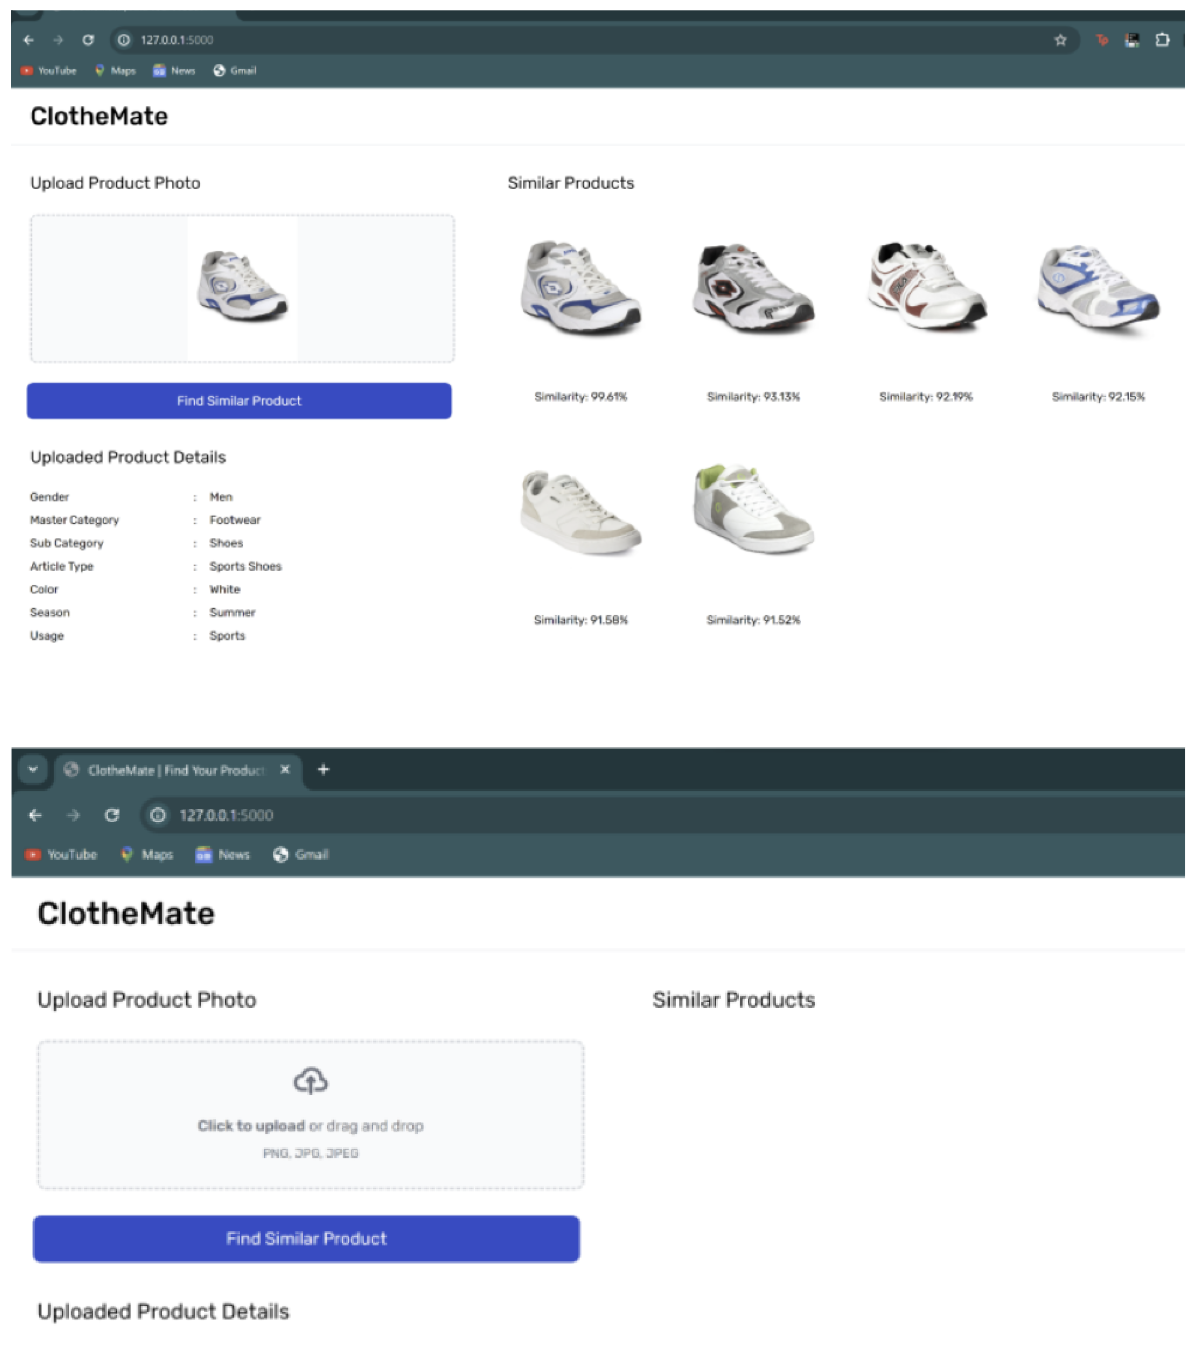 127.0.0.1:5000
YouTube Maps News Gmail
ClotheMate
Upload Product Photo
Similar Products
Find Similar Product
Similarity: 99.61% Similarity: 93.13% Similarity: 92.19% Similarity: 92.15%
Uploaded Product Details
Gender : Men
Master Category : Footwear
Sub Category : Shoes
Article Type : Sports Shoes
Color : White
Season : Summer
Usage : Sports
Similarity: 91.58% Similarity: 91.52%
ClotheMate | Find Your Product
127.0.0.1:5000
YouTube Maps News Gmail
ClotheMate
Upload Product Photo
Similar Products
Click to upload or drag and drop
PNG, JPG, JPEG
Find Similar Product
Uploaded Product Details